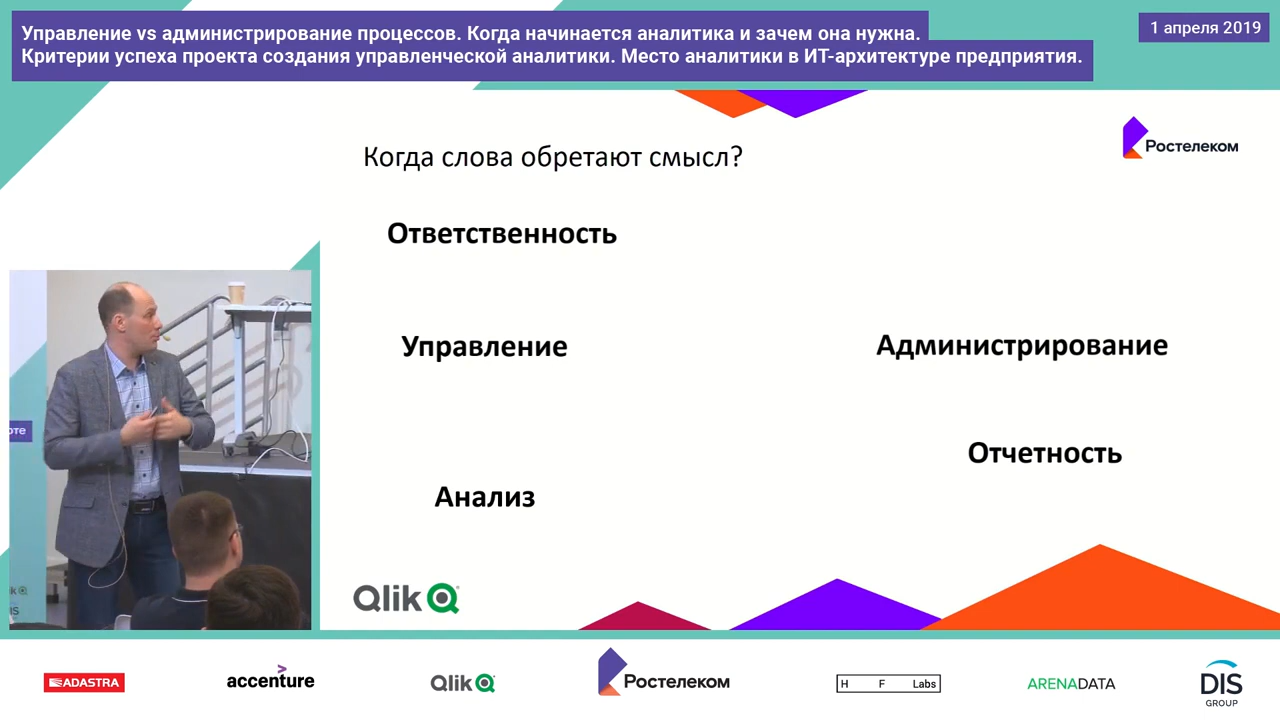 Управление vs администрирование процессов. Когда начинается аналитика и зачем она нужна.
Критерии успеха проекта создания управленческой аналитики. Место аналитики в ИТ-архитектуре предприятия.
1 апреля 2019
Когда слова обретают смысл?
Ростелеком
Ответственность
Управление
Администрирование
Отчетность
Анализ
Qlik
ADASTRA
accenture
Qlik
Ростелеком
H F Labs
ARENADATA
DIS
GROUP